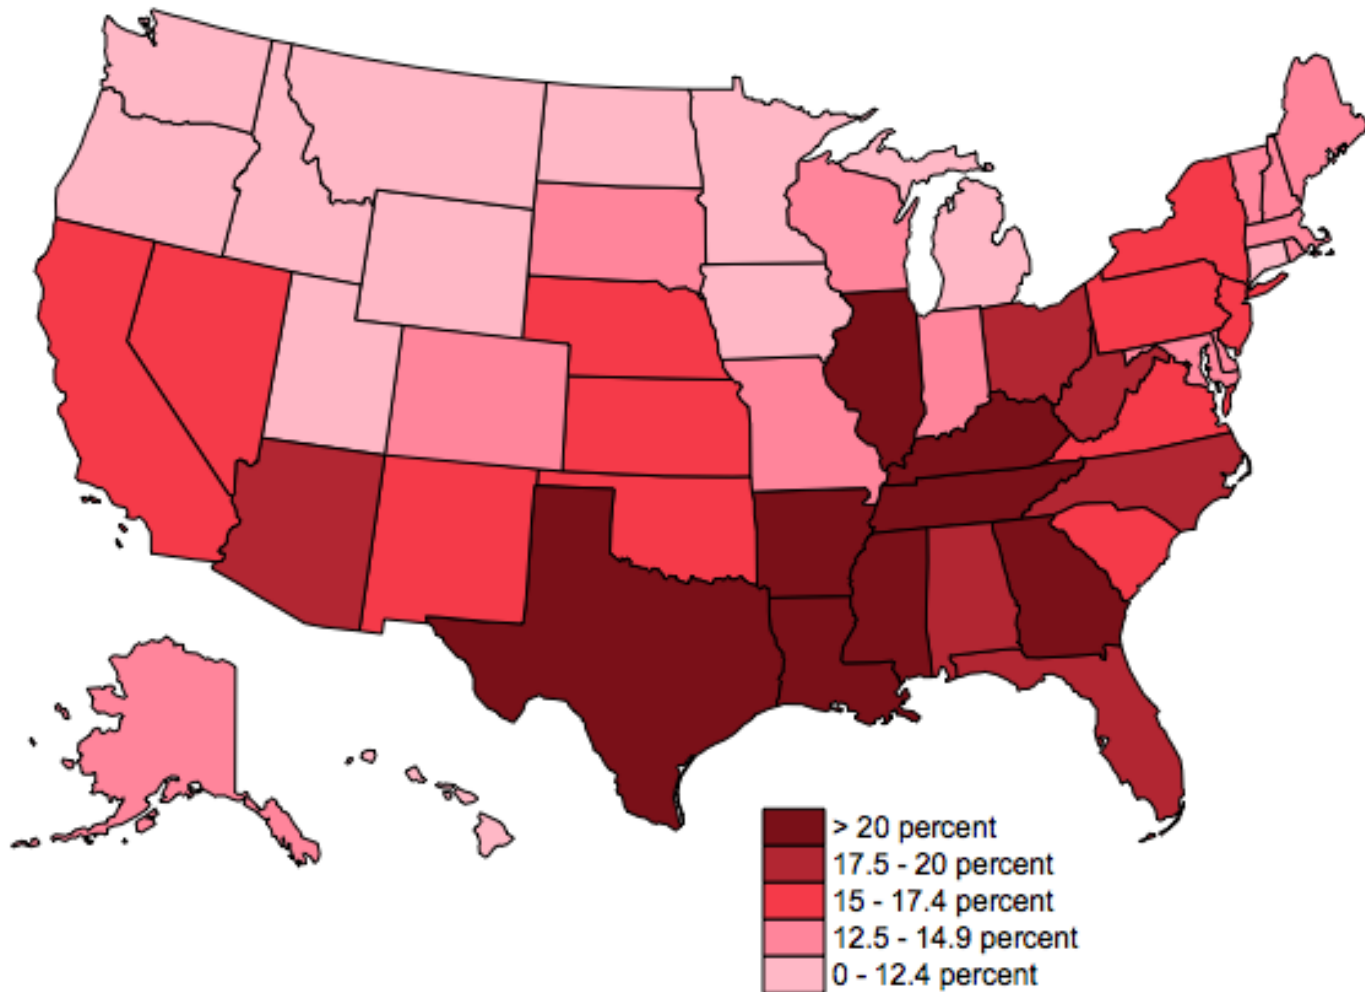 > 20 percent
17.5 - 20 percent
15 - 17.4 percent
12.5 - 14.9 percent
0 - 12.4 percent